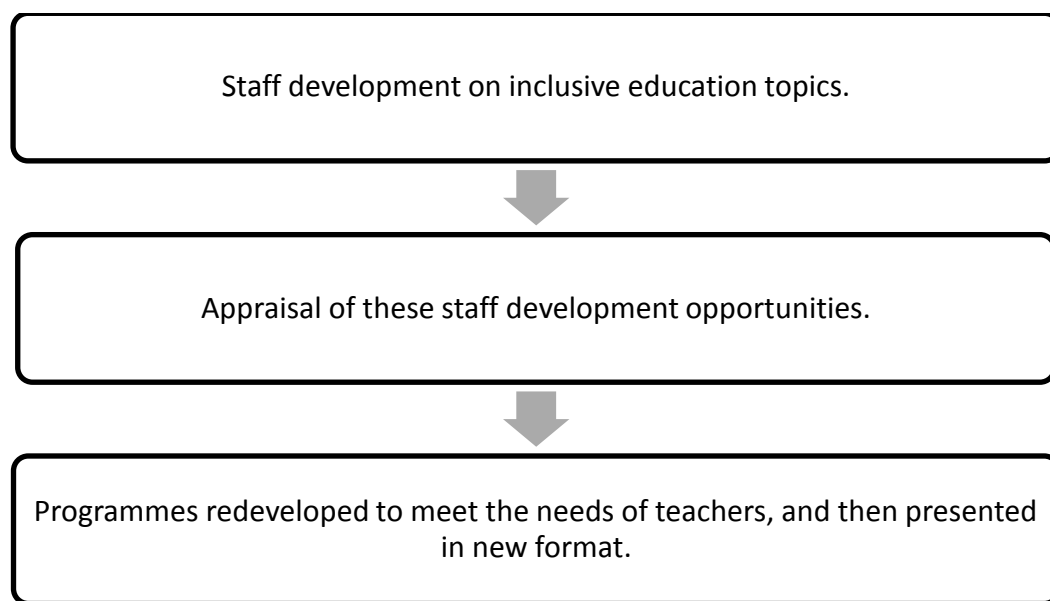 Staff development on inclusive education topics.
Appraisal of these staff development opportunities.
Programmes redeveloped to meet the needs of teachers, and then presented
in new format.